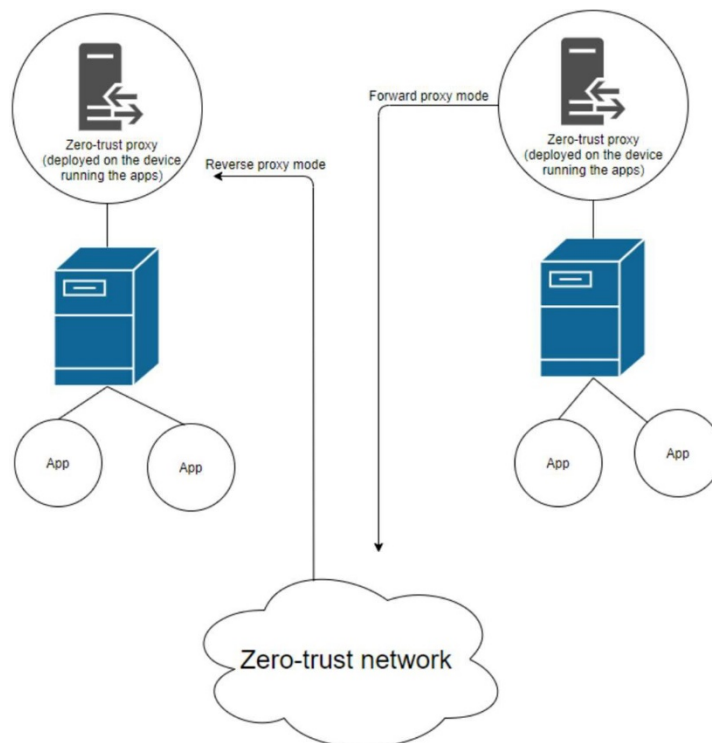 Zero-trust proxy
(deployed on the device
running the apps)
Forward proxy mode
Zero-trust proxy
(deployed on the device
running the apps)
Reverse proxy mode
App
App
App
App
Zero-trust network